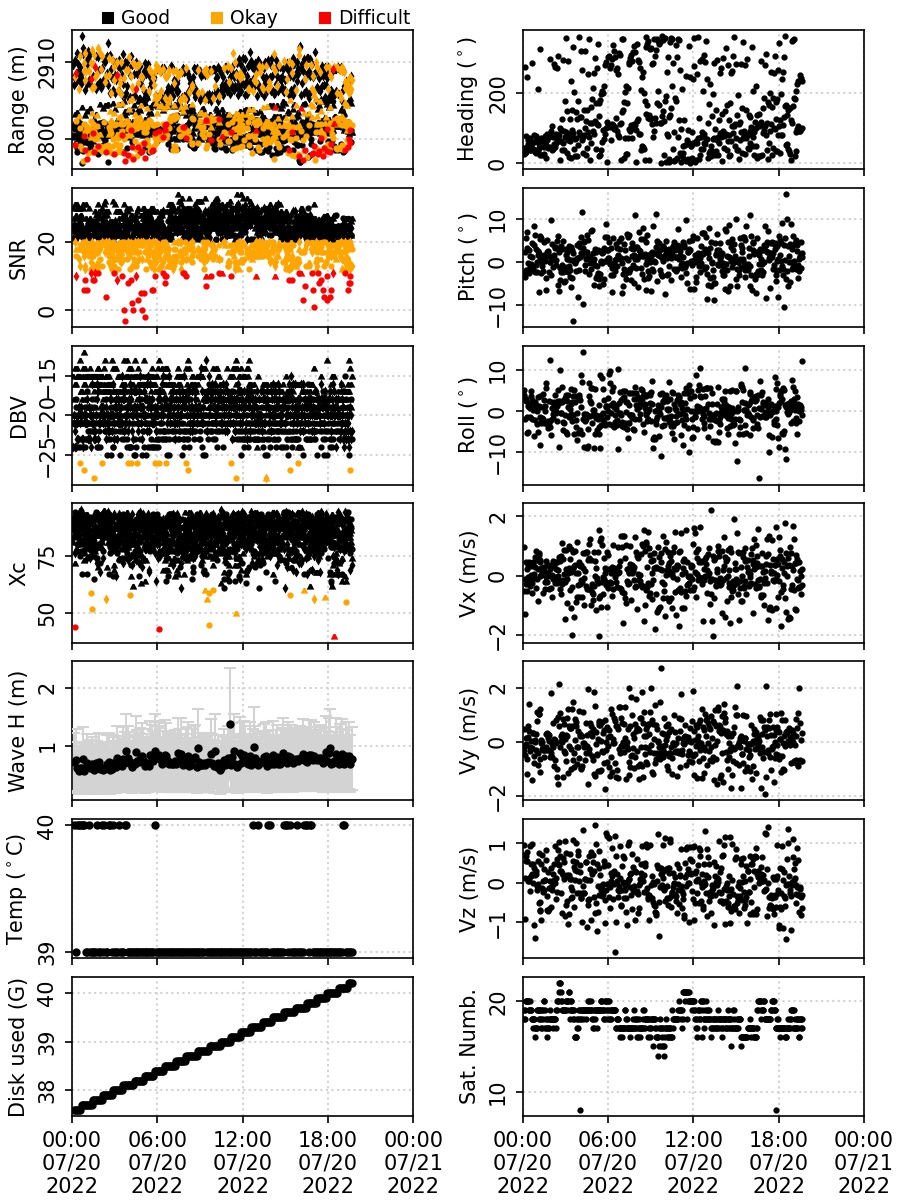 Good Okay Difficult
Range (m)
2910
2800
Heading (°)
200
0
SNR
20
0
Pitch (°)
10
0
−10
DBV
−15
−20
−25
Roll (°)
10
0
−10
Xc
75
50
Vx (m/s)
2
0
−2
Wave H (m)
2
1
Vy (m/s)
2
0
−2
Temp (°C)
40
39
Vz (m/s)
1
0
−1
Disk used (G)
40
39
38
Sat. Numb.
20
10
00:00 06:00 12:00 18:00 00:00
07/20 07/20 07/20 07/20 07/21
2022 2022 2022 2022 2022
00:00 06:00 12:00 18:00 00:00
07/20 07/20 07/20 07/20 07/21
2022 2022 2022 2022 2022